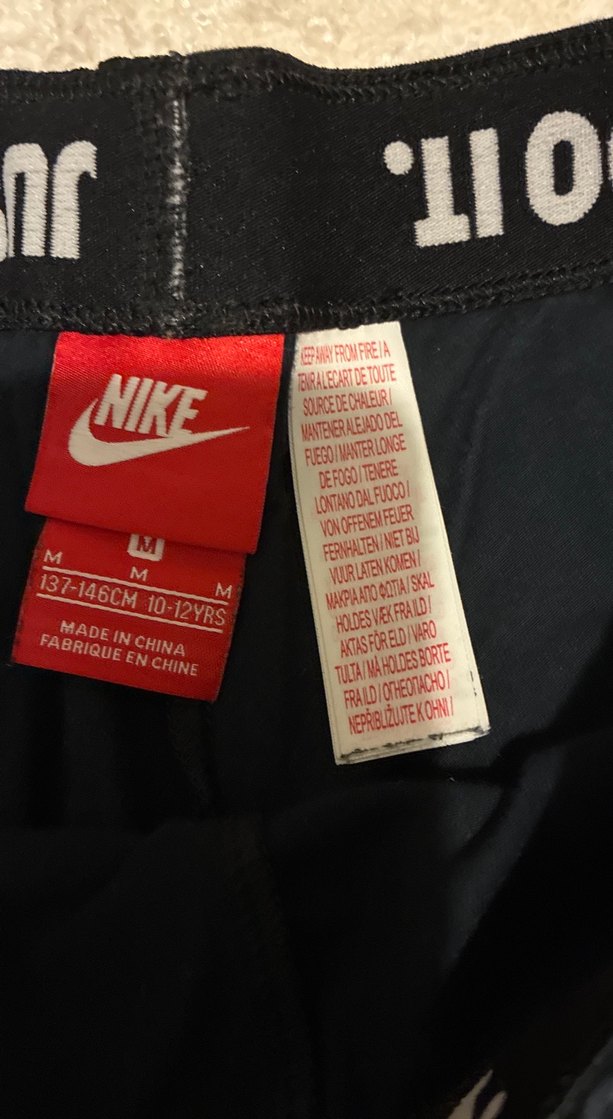 JUS
O IT.
NIKE
M
M M M
137-146CM 10-12YRS
MADE IN CHINA
FABRIQUE EN CHINE
KEEP AWAY FROM FIRE / A
TENIR A L'ECART DE TOUTE
SOURCE DE CHALEUR /
MANTENER ALEJADO DEL
FUEGO / MANTER LONGE
DE FOGO / TENERE
LONTANO DAL FUOCO /
VON OFFENEM FEUER
FERNHALTEN / NIET BIJ
VUUR LATEN KOMEN /
ΜΑΚΡΙΑ ΑΠΟ ΦΩΤΙΑ / SKAL
HOLDES VÆK FRA ILD /
AKTAS FÖR ELD / VARO
TULTA / MÅ HOLDES BORTE
FRA ILD / ОГНЕОПАСНО /
NEPŘIBLIŽUJTE K OHNI /